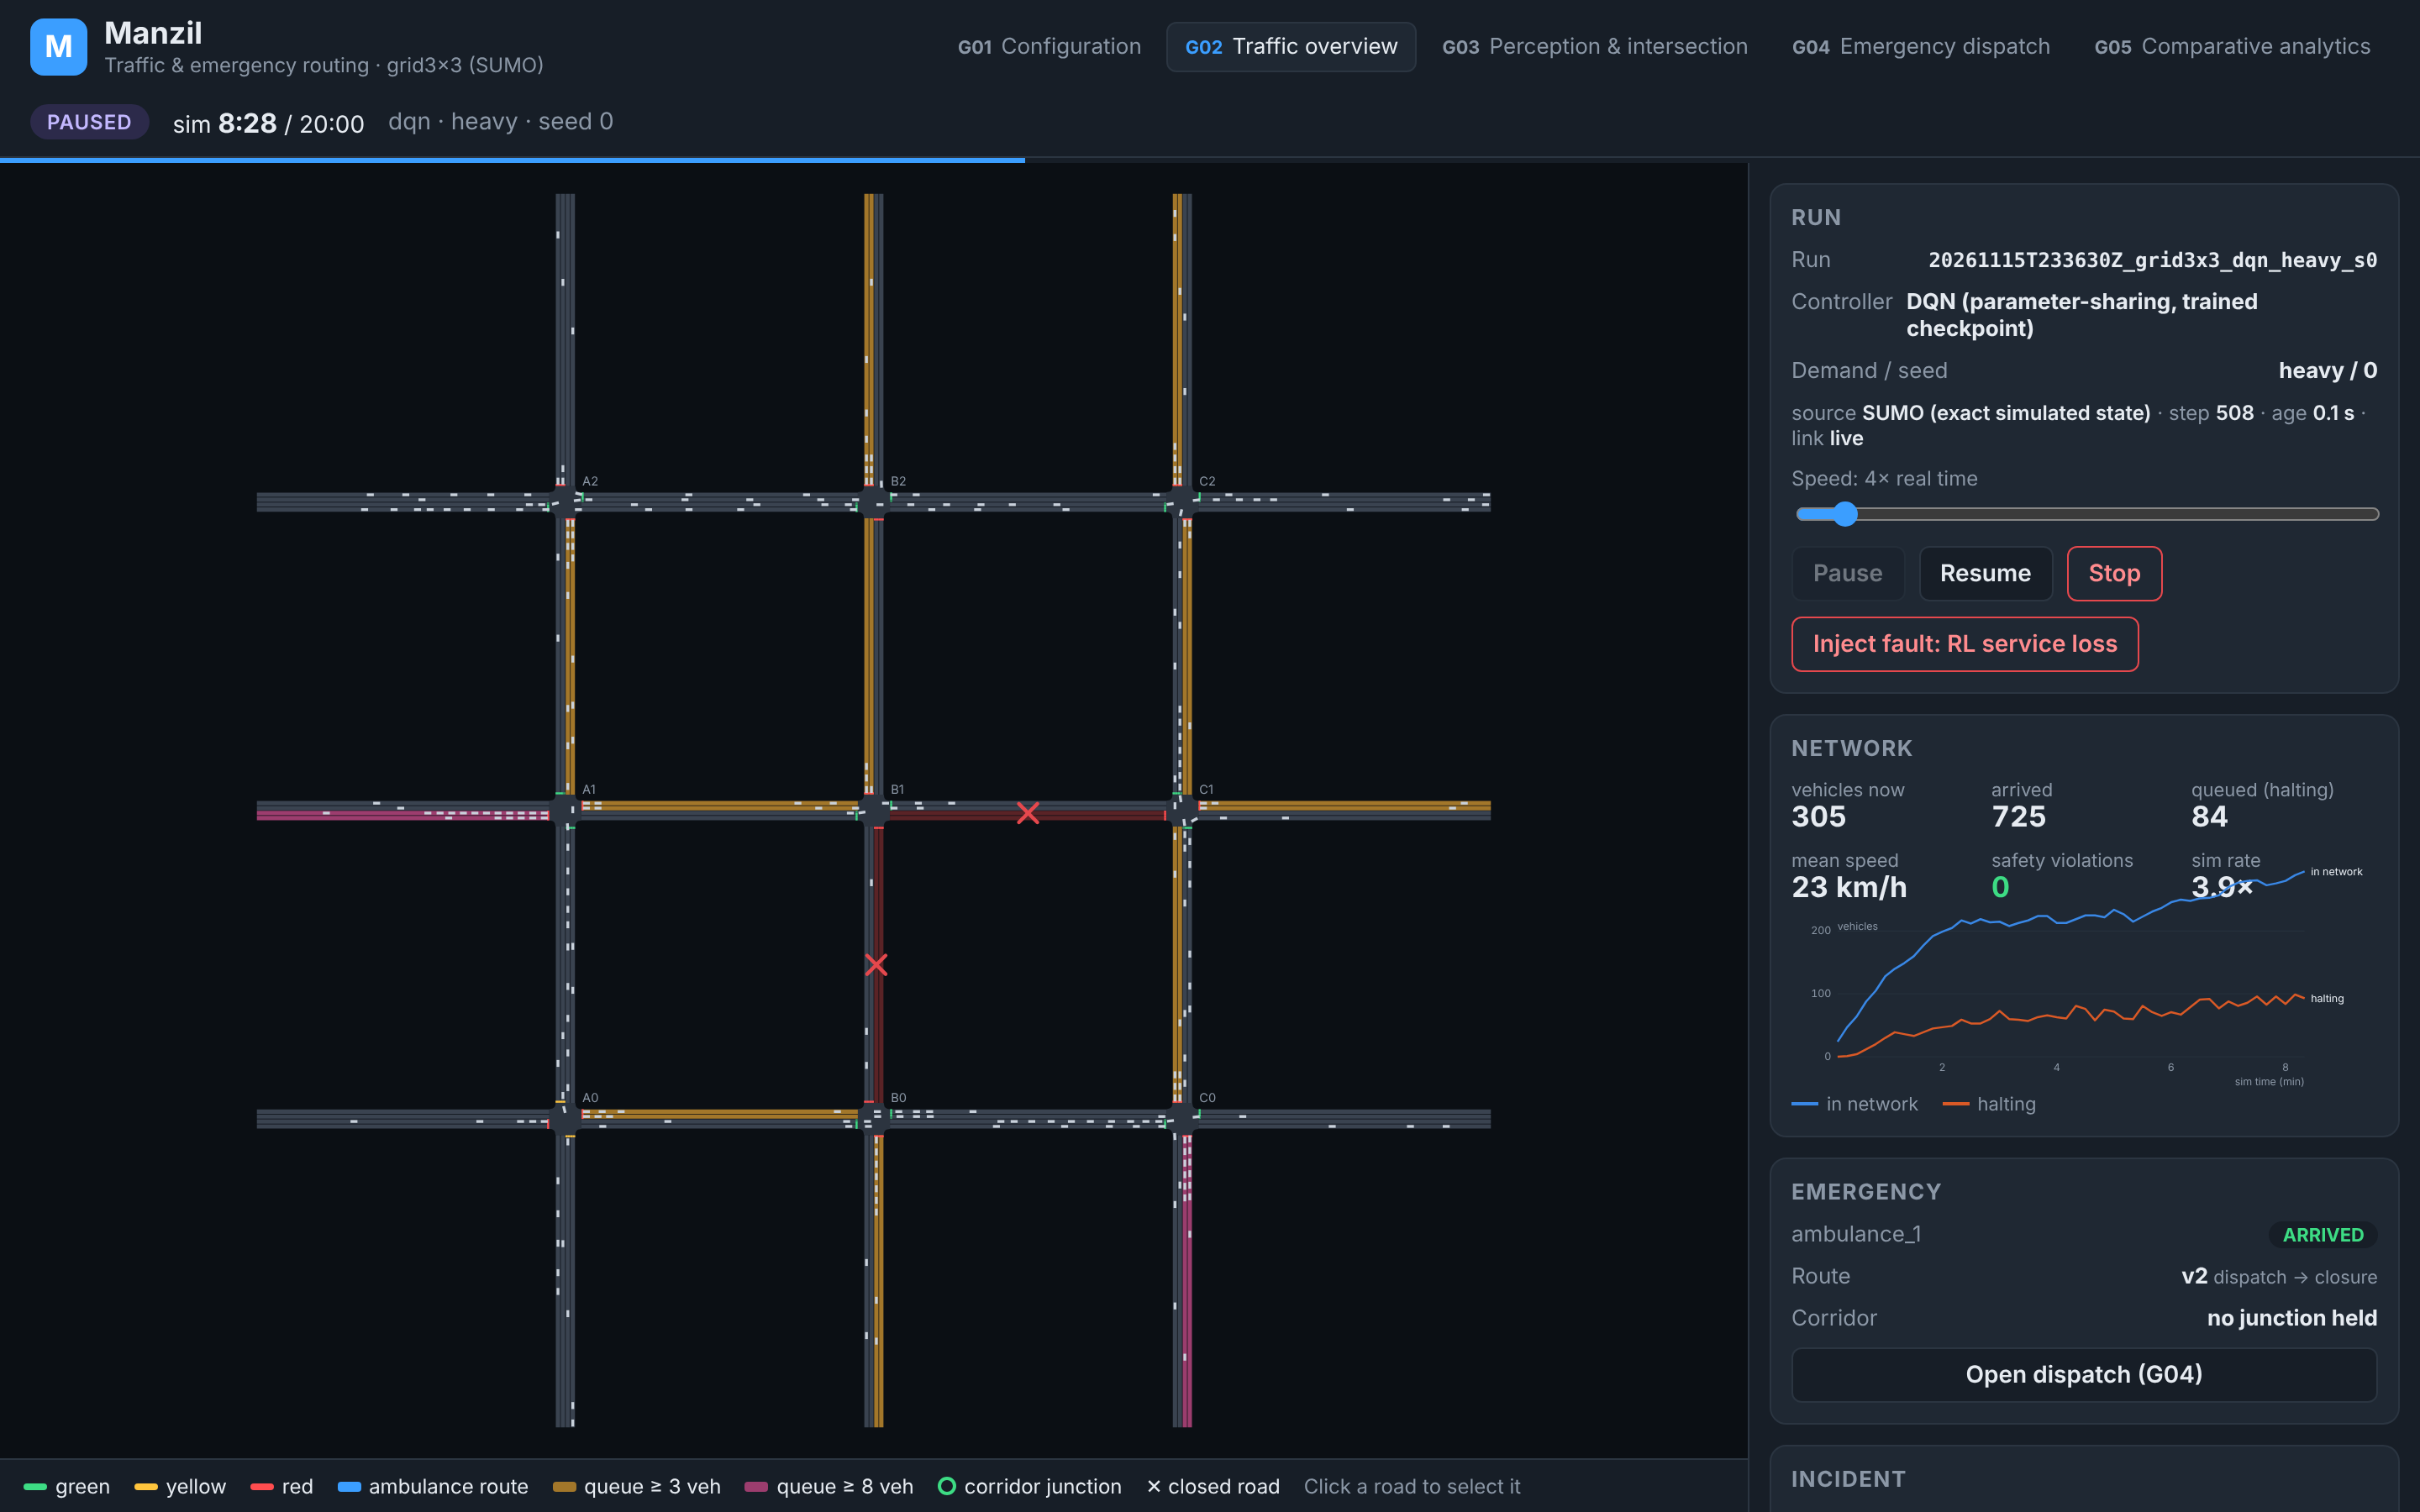 M
Manzil
Traffic & emergency routing · grid3×3 (SUMO)
G01 Configuration
G02 Traffic overview
G03 Perception & intersection
G04 Emergency dispatch
G05 Comparative analytics
PAUSED
sim 8:28 / 20:00
dqn · heavy · seed 0
A2
B2
C2
A1
B1
C1
A0
B0
C0
green
yellow
red
ambulance route
queue ≥ 3 veh
queue ≥ 8 veh
corridor junction
× closed road
Click a road to select it
RUN
Run 20261115T233630Z_grid3x3_dqn_heavy_s0
Controller DQN (parameter-sharing, trained
checkpoint)
Demand / seed heavy / 0
source SUMO (exact simulated state) · step 508 · age 0.1 s ·
link live
Speed: 4× real time
Pause
Resume
Stop
Inject fault: RL service loss
NETWORK
vehicles now arrived queued (halting)
305 725 84
mean speed safety violations sim rate
23 km/h 0 3.9×
in network
200 vehicles
100
halting
0
2 4 6 8
sim time (min)
in network halting
EMERGENCY
ambulance_1 ARRIVED
Route v2 dispatch → closure
Corridor no junction held
Open dispatch (G04)
INCIDENT